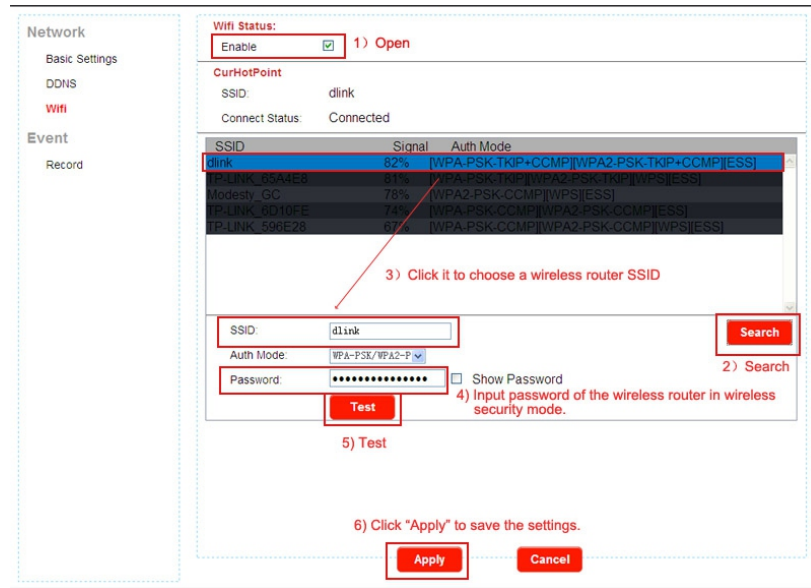 Network
Basic Settings
DDNS
Wifi
Event
Record
Wifi Status:
Enable 1) Open
CurHotPoint
SSID: dlink
Connect Status: Connected
SSID Signal Auth Mode
dlink 82% [WPA-PSK-TKIP+CCMP][WPA2-PSK-TKIP+CCMP][ESS]
TP-LINK_65A4E8 81% [WPA-PSK-TKIP][WPA2-PSK-TKIP][WPS][ESS]
Modesty_GC 78% [WPA2-PSK-CCMP][WPS][ESS]
TP-LINK_6D10FE 74% [WPA-PSK-CCMP][WPA2-PSK-CCMP][ESS]
TP-LINK_596E28 67% [WPA-PSK-CCMP][WPA2-PSK-CCMP][WPS][ESS]
3) Click it to choose a wireless router SSID
SSID: dlink
Search
Auth Mode: WPA-PSK/WPA2-P
2) Search
Password: ●●●●●●●●●●●●●●● Show Password
4) Input password of the wireless router in wireless
security mode.
Test
5) Test
6) Click “Apply” to save the settings.
Apply Cancel